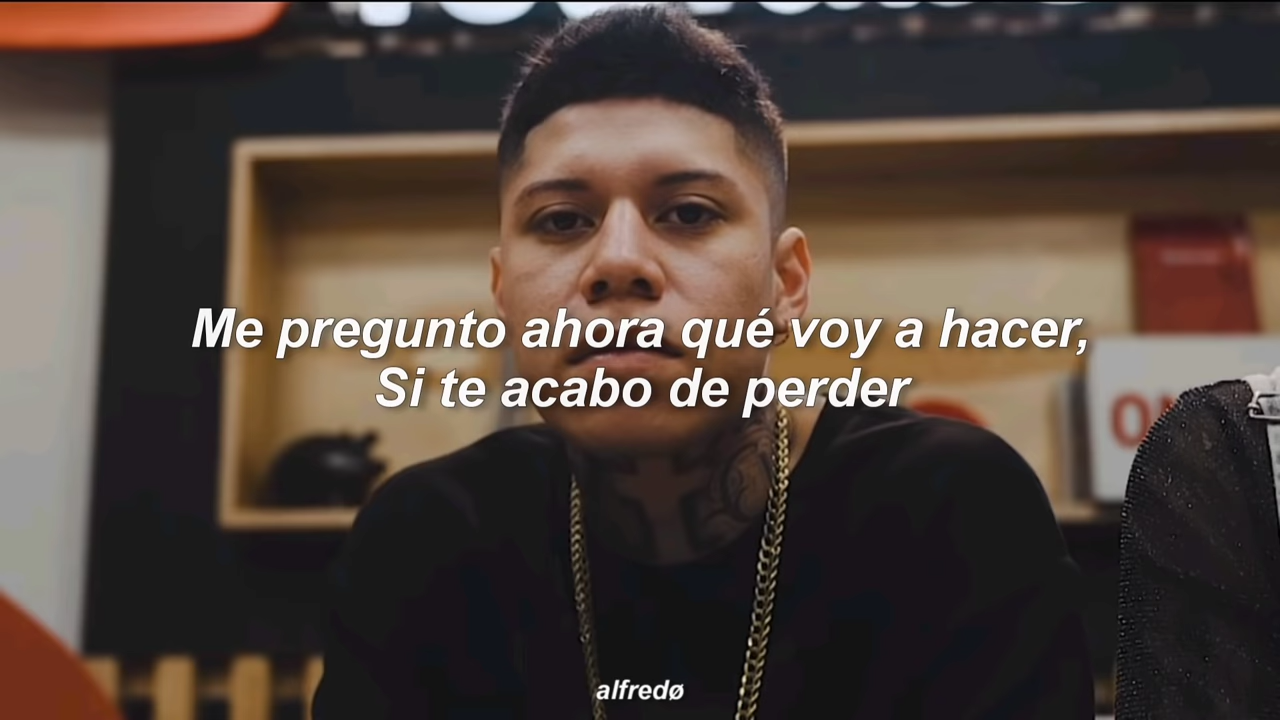 Me pregunto ahora qué voy a hacer,
Si te acabo de perder
alfredø